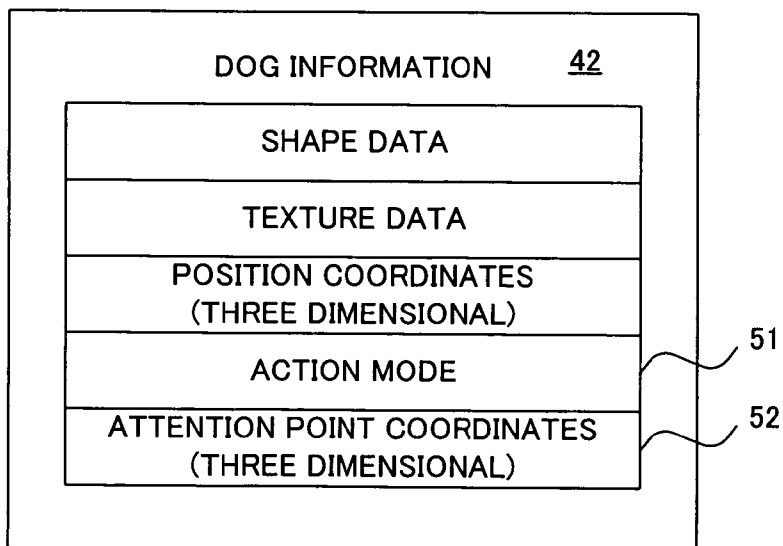 DOG INFORMATION 42
SHAPE DATA
TEXTURE DATA
POSITION COORDINATES
(THREE DIMENSIONAL)
ACTION MODE
51
ATTENTION POINT COORDINATES
(THREE DIMENSIONAL)
52